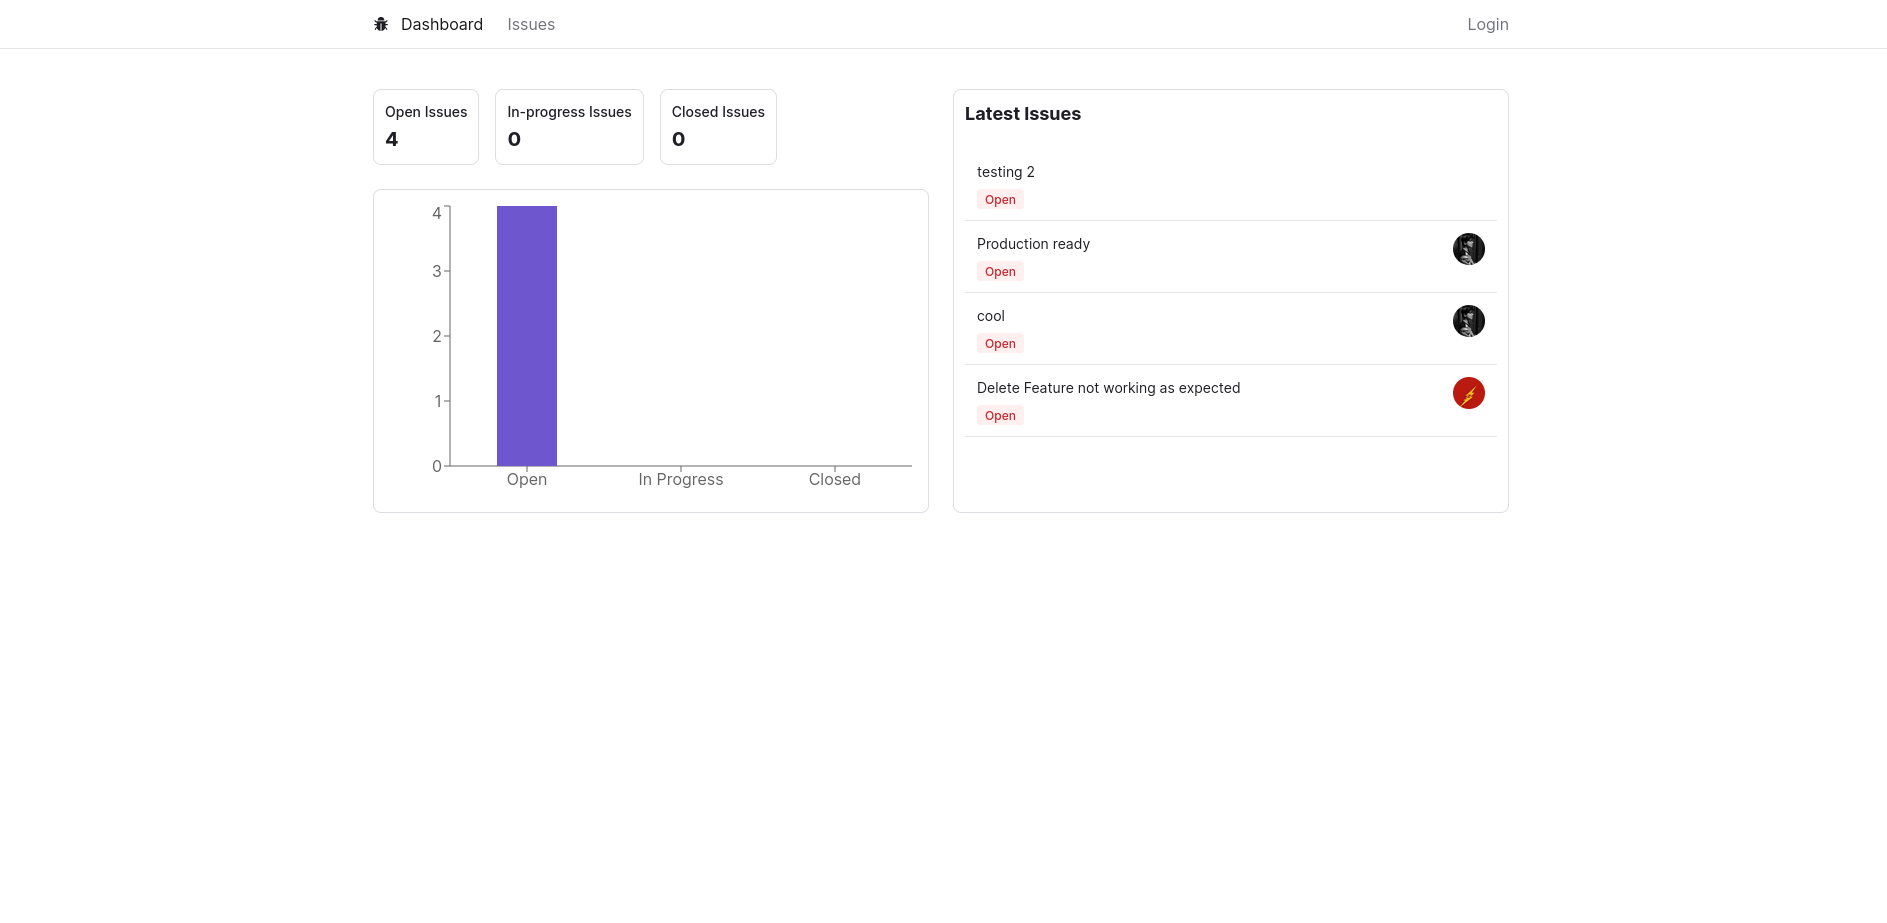 Dashboard Issues Login
Open Issues
4
In-progress Issues
0
Closed Issues
0
4
3
2
1
0
Open In Progress Closed
Latest Issues
testing 2
Open
Production ready
Open
cool
Open
Delete Feature not working as expected
Open